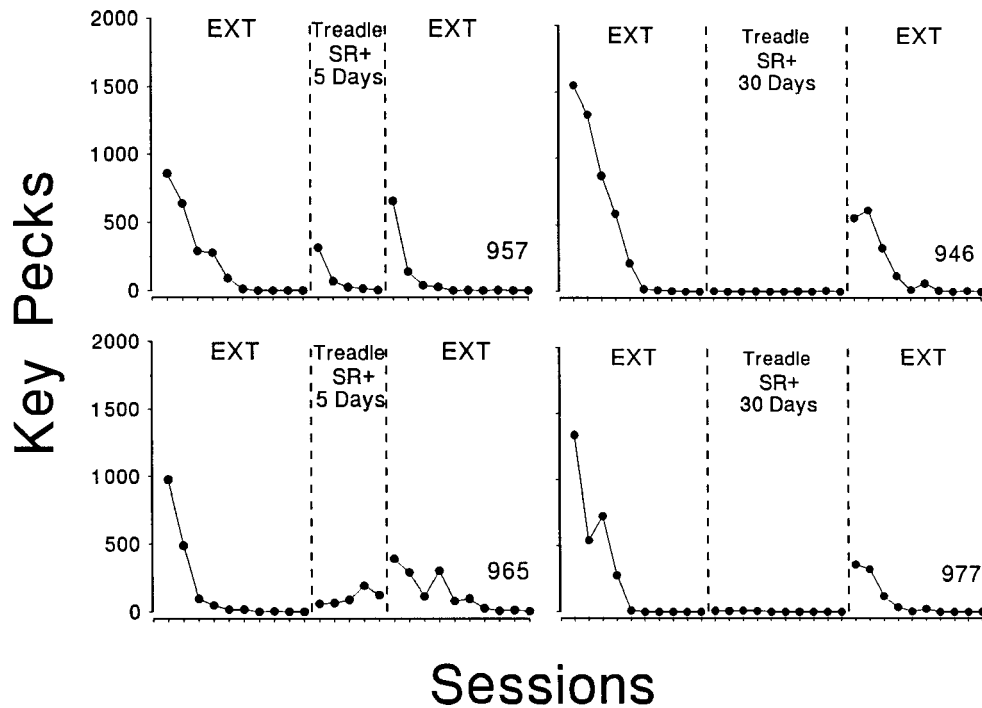 Key Pecks
2000
1500
1000
500
0
EXT
Treadle
SR+
5 Days
EXT
957
EXT
Treadle
SR+
30 Days
EXT
946
2000
1500
1000
500
0
EXT
Treadle
SR+
5 Days
EXT
965
EXT
Treadle
SR+
30 Days
EXT
977
Sessions